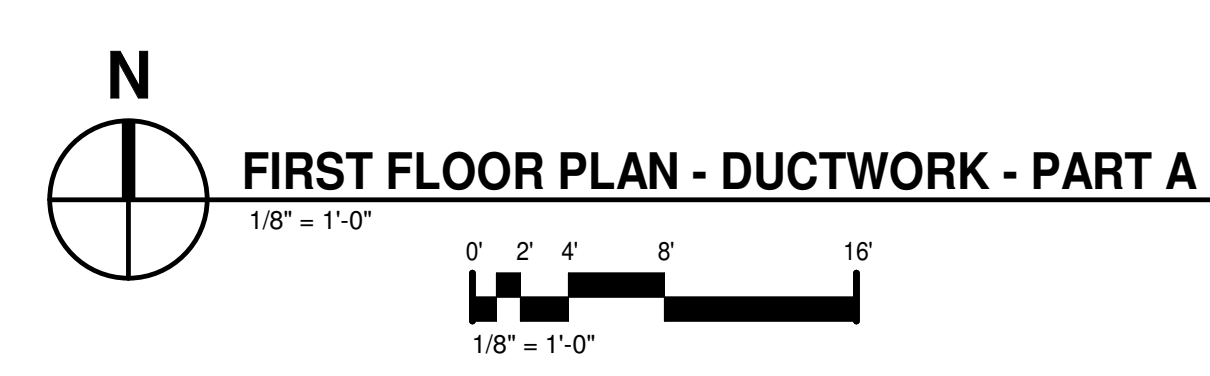 N
FIRST FLOOR PLAN - DUCTWORK - PART A
1/8" = 1'-0"
0' 2' 4' 8' 16'
1/8" = 1'-0"